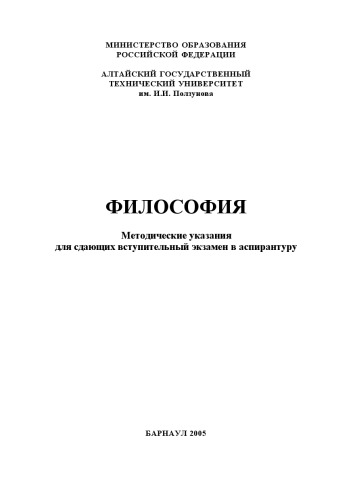 МИНИСТЕРСТВО ОБРАЗОВАНИЯ
РОССИЙСКОЙ ФЕДЕРАЦИИ
АЛТАЙСКИЙ ГОСУДАРСТВЕННЫЙ
ТЕХНИЧЕСКИЙ УНИВЕРСИТЕТ
им. И.И. Ползунова
ФИЛОСОФИЯ
Методические указания
для сдающих вступительный экзамен в аспирантуру
БАРНАУЛ 2005